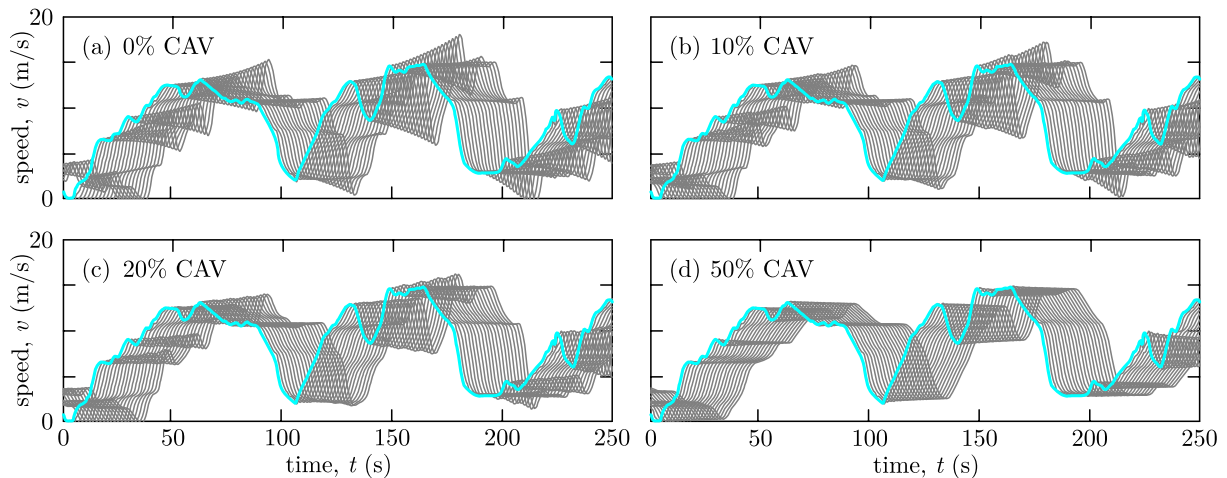 20
(a) 0% CAV
(b) 10% CAV
speed, v (m/s)
0
20
(c) 20% CAV
(d) 50% CAV
speed, v (m/s)
0
0 50 100 150 200 250
0 50 100 150 200 250
time, t (s)
time, t (s)